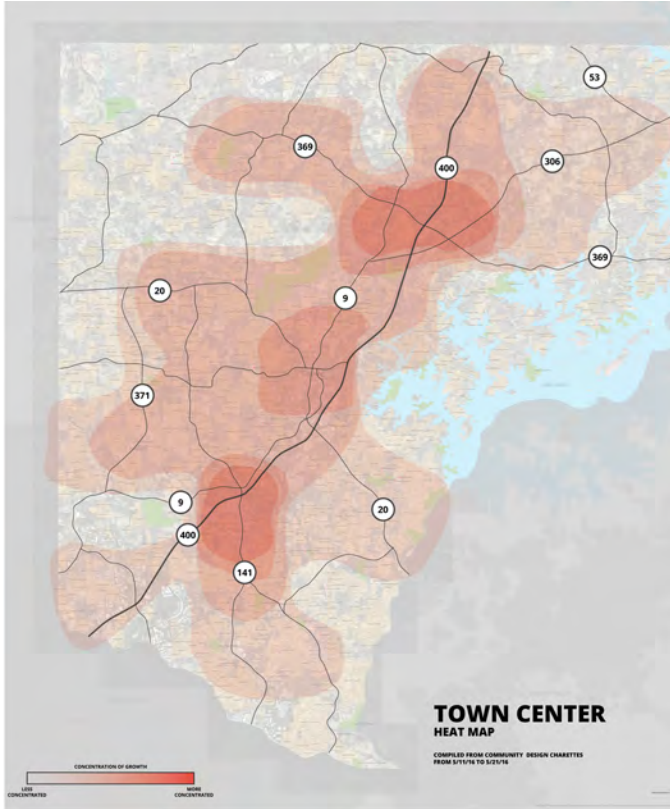 53
369
400
306
369
20
9
371
9
20
400
141
TOWN CENTER
HEAT MAP
COMPILED FROM COMMUNITY DESIGN CHARETTES
FROM 5/11/16 TO 5/21/16
CONCENTRATION OF GROWTH
LESS
CONCENTRATED
MORE
CONCENTRATED